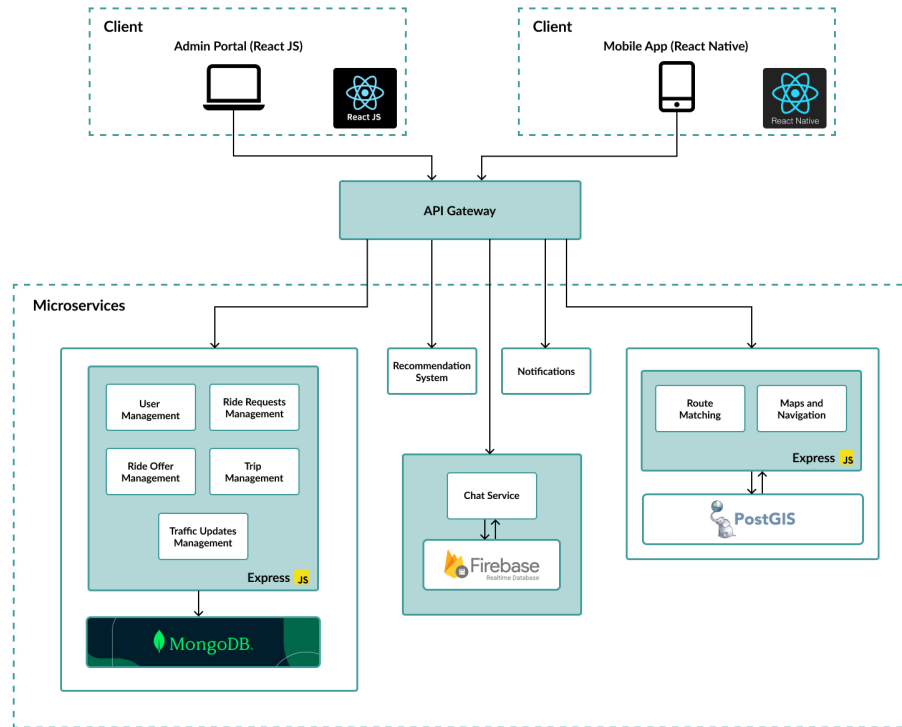 Client
Admin Portal (React JS)
React JS
Client
Mobile App (React Native)
React Native
API Gateway
Microservices
User
Management
Ride Requests
Management
Ride Offer
Management
Trip
Management
Traffic Updates
Management
Express JS
MongoDB.
Recommendation
System
Notifications
Chat Service
Firebase
Realtime Database
Route
Matching
Maps and
Navigation
Express JS
PostGIS